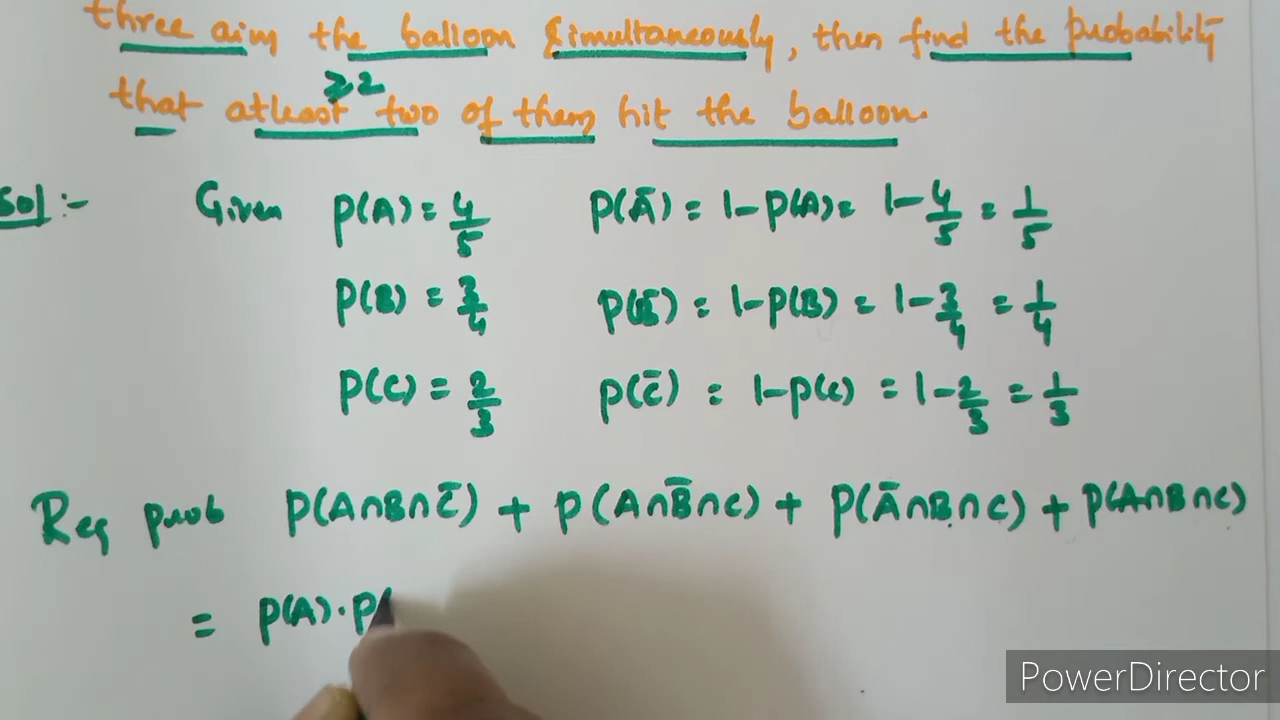 three aim the balloon simultaneously, then find the probability
≥2
that atleast two of them hit the balloon.
Sol:- Given P(A) = 4/5 P(Ā) = 1-P(A) = 1-4/5 = 1/5
P(B) = 3/4 P(B̄) = 1-P(B) = 1-3/4 = 1/4
P(C) = 2/3 P(C̄) = 1-P(C) = 1-2/3 = 1/3
Req prob P(A∩B∩C̄) + P(A∩B̄∩C) + P(Ā∩B∩C) + P(A∩B∩C)
= P(A)·P(
PowerDirector